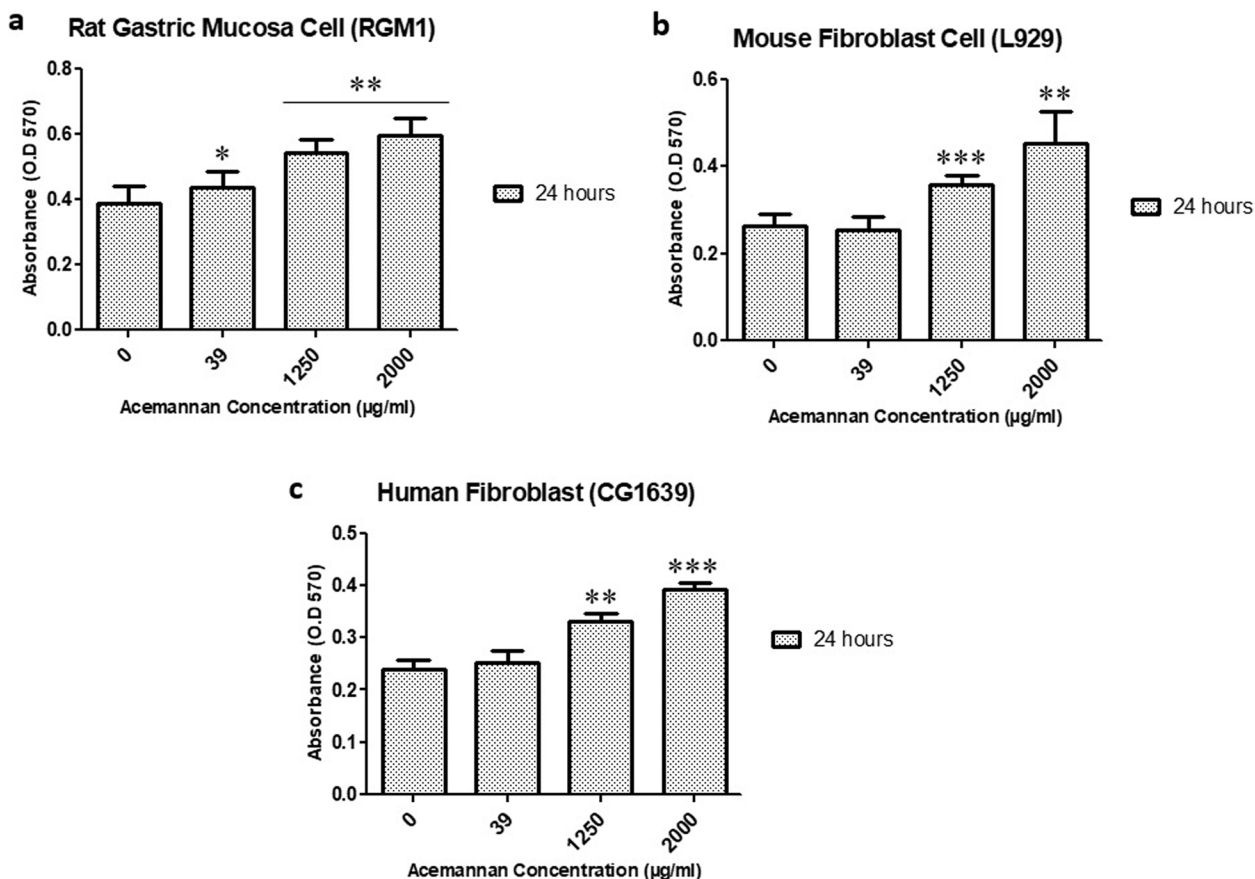 a
Rat Gastric Mucosa Cell (RGM1)
0.8
0.6
0.4
0.2
0.0
Absorbance (O.D 570)
*
**
0
39
1250
2000
Acemannan Concentration (µg/ml)
24 hours
b
Mouse Fibroblast Cell (L929)
0.6
0.4
0.2
0.0
Absorbance (O.D 570)
***
**
0
39
1250
2000
Acemannan Concentration (µg/ml)
24 hours
c
Human Fibroblast (CG1639)
0.5
0.4
0.3
0.2
0.1
0.0
Absorbance (O.D 570)
**
***
0
39
1250
2000
Acemannan Concentration (µg/ml)
24 hours